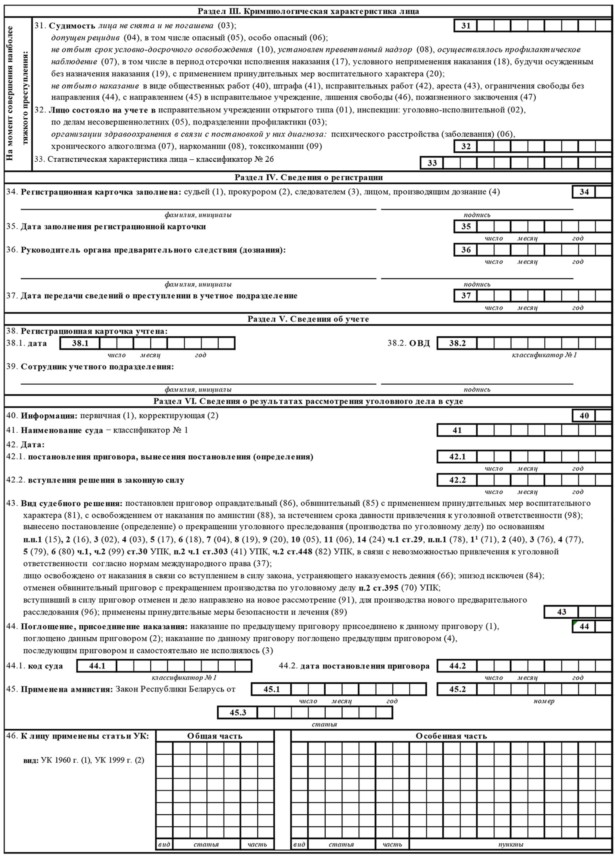 Раздел III. Криминологическая характеристика лица
На момент совершения наиболее тяжкого преступления:
31. Судимость лица не снята и не погашена (03); 31
допущен рецидив (04), в том числе опасный (05), особо опасный (06);
не отбыт срок условно-досрочного освобождения (10), установлен превентивный надзор (08), осуществлялось профилактическое
наблюдение (07), в том числе в период отсрочки исполнения наказания (17), условного неприменения наказания (18), будучи осужденным
без назначения наказания (19), с применением принудительных мер воспитательного характера (20);
не отбыто наказание в виде общественных работ (40), штрафа (41), исправительных работ (42), ареста (43), ограничения свободы без
направления (44), с направлением (45) в исправительное учреждение, лишения свободы (46), пожизненного заключения (47)
32. Лицо состояло на учете в исправительном учреждении открытого типа (01), инспекции: уголовно-исполнительной (02),
по делам несовершеннолетних (05), подразделении профилактики (03);
организации здравоохранения в связи с постановкой у них диагноза: психического расстройства (заболевания) (06),
хронического алкоголизма (07), наркомании (08), токсикомании (09) 32
33. Статистическая характеристика лица – классификатор № 26 33
Раздел IV. Сведения о регистрации
34. Регистрационная карточка заполнена: судьей (1), прокурором (2), следователем (3), лицом, производящим дознание (4) 34
фамилия, инициалы подпись
35. Дата заполнения регистрационной карточки 35
число месяц год
36. Руководитель органа предварительного следствия (дознания): 36
число месяц год
фамилия, инициалы подпись
37. Дата передачи сведений о преступлении в учетное подразделение 37
число месяц год
Раздел V. Сведения об учете
38. Регистрационная карточка учтена:
38.1. дата 38.1 38.2. ОВД 38.2
число месяц год классификатор № 1
39. Сотрудник учетного подразделения:
фамилия, инициалы подпись
Раздел VI. Сведения о результатах рассмотрения уголовного дела в суде
40. Информация: первичная (1), корректирующая (2) 40
41. Наименование суда – классификатор № 1 41
42. Дата:
42.1. постановления приговора, вынесения постановления (определения) 42.1
число месяц год
42.2. вступления решения в законную силу 42.2
число месяц год
43. Вид судебного решения: постановлен приговор оправдательный (86), обвинительный (85) с применением принудительных мер воспитательного
характера (81), с освобождением от наказания по амнистии (88), за истечением срока давности привлечения к уголовной ответственности (98);
вынесено постановление (определение) о прекращении уголовного преследования (производства по уголовному делу) по основаниям
п.п.1 (15), 2 (16), 3 (02), 4 (03), 5 (17), 6 (18), 7 (04), 8 (19), 9 (20), 10 (05), 11 (06), 14 (24) ч.1 ст.29, п.п.1 (78), 1¹ (71), 2 (40), 3 (76), 4 (77),
5 (79), 6 (80) ч.1, ч.2 (99) ст.30 УПК, п.2 ч.1 ст.303 (41) УПК, ч.2 ст.448 (82) УПК, в связи с невозможностью привлечения к уголовной
ответственности согласно нормам международного права (37);
лицо освобождено от наказания в связи со вступлением в силу закона, устраняющего наказуемость деяния (66); эпизод исключен (84);
отменен обвинительный приговор с прекращением производства по уголовному делу п.2 ст.395 (70) УПК;
вступивший в силу приговор отменен и дело направлено на новое рассмотрение (91), для производства нового предварительного
расследования (96); применены принудительные меры безопасности и лечения (89) 43
44. Поглощение, присоединение наказания: наказание по предыдущему приговору присоединено к данному приговору (1), 44
поглощено данным приговором (2); наказание по данному приговору поглощено предыдущим приговором (4),
последующим приговором и самостоятельно не исполнялось (3)
44.1. код суда 44.1 44.2. дата постановления приговора 44.2
классификатор № 1 число месяц год
45. Применена амнистия: Закон Республики Беларусь от 45.1 45.2
число месяц год номер
45.3
статья
46. К лицу применены статьи УК: Общая часть Особенная часть
вид: УК 1960 г. (1), УК 1999 г. (2)
вид статья часть вид статья часть пункты